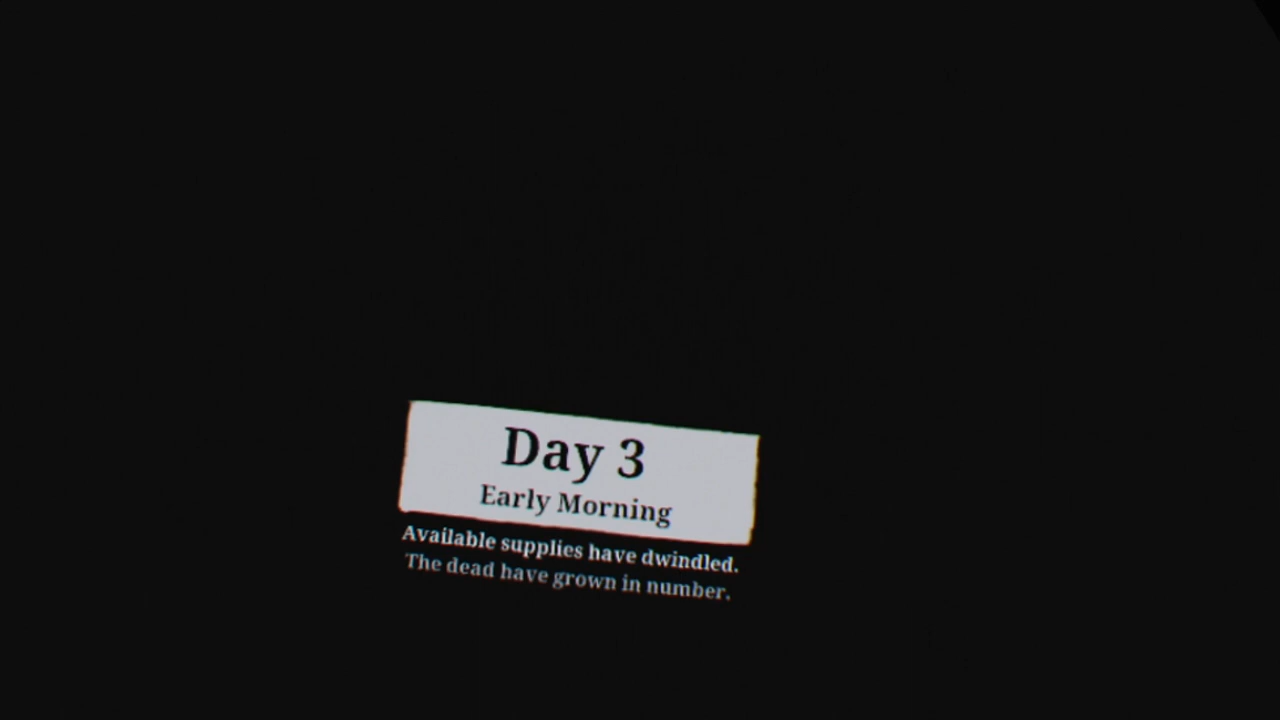 Day 3
Early Morning
Available supplies have dwindled.
The dead have grown in number.